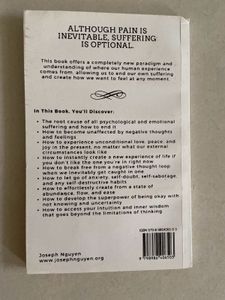 ALTHOUGH PAIN IS
INEVITABLE, SUFFERING
IS OPTIONAL.
This book offers a completely new paradigm and
understanding of where our human experience
comes from, allowing us to end our own suffering
and create how we want to feel at any moment.
In This Book, You'll Discover:
• The root cause of all psychological and emotional
suffering and how to end it
• How to become unaffected by negative thoughts
and feelings
• How to experience unconditional love, peace, and
joy in the present, no matter what our external
circumstances look like
• How to instantly create a new experience of life if
you don't like the one you're in right now
• How to break free from a negative thought loop
when we inevitably get caught in one
• How to let go of anxiety, self-doubt, self-sabotage,
and any self-destructive habits
• How to effortlessly create from a state of
abundance, flow, and ease
• How to develop the superpower of being okay with
not knowing and uncertainty
• How to access your intuition and inner wisdom
that goes beyond the limitations of thinking
Joseph Nguyen
www.josephnguyen.org